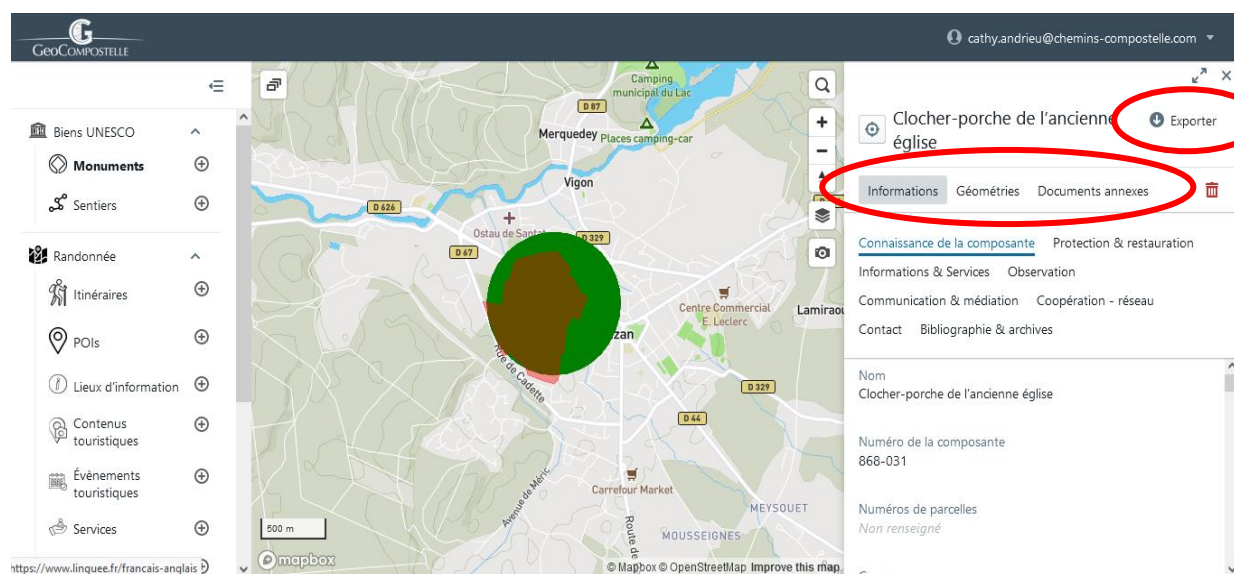 G
GEOCOMPOSTELLE
cathy.andrieu@chemins-compostelle.com
Biens UNESCO
Monuments
Sentiers
Randonnée
Itinéraires
POIs
Lieux d'information
Contenus
touristiques
Évènements
touristiques
Services
https://www.linguee.fr/francais-anglais
Camping
municipal du Lac
D 87
Merquedey
Places camping-car
Vigon
D 626
Ostau de
D 329
D 67
Centre Commercial
E. Leclerc
zan
Rue de Cadette
D 329
D 44
Avenue de Méric
Carrefour Market
MEYSOUET
Route de
MOUSSEIGNES
500 m
mapbox
© Mapbox © OpenStreetMap Improve this map
Clocher-porche de l'ancienne
église
Exporter
Informations Géométries Documents annexes
Connaissance de la composante Protection & restauration
Informations & Services Observation
Communication & médiation Coopération - réseau
Contact Bibliographie & archives
Nom
Clocher-porche de l'ancienne église
Numéro de la composante
868-031
Numéros de parcelles
Non renseigné